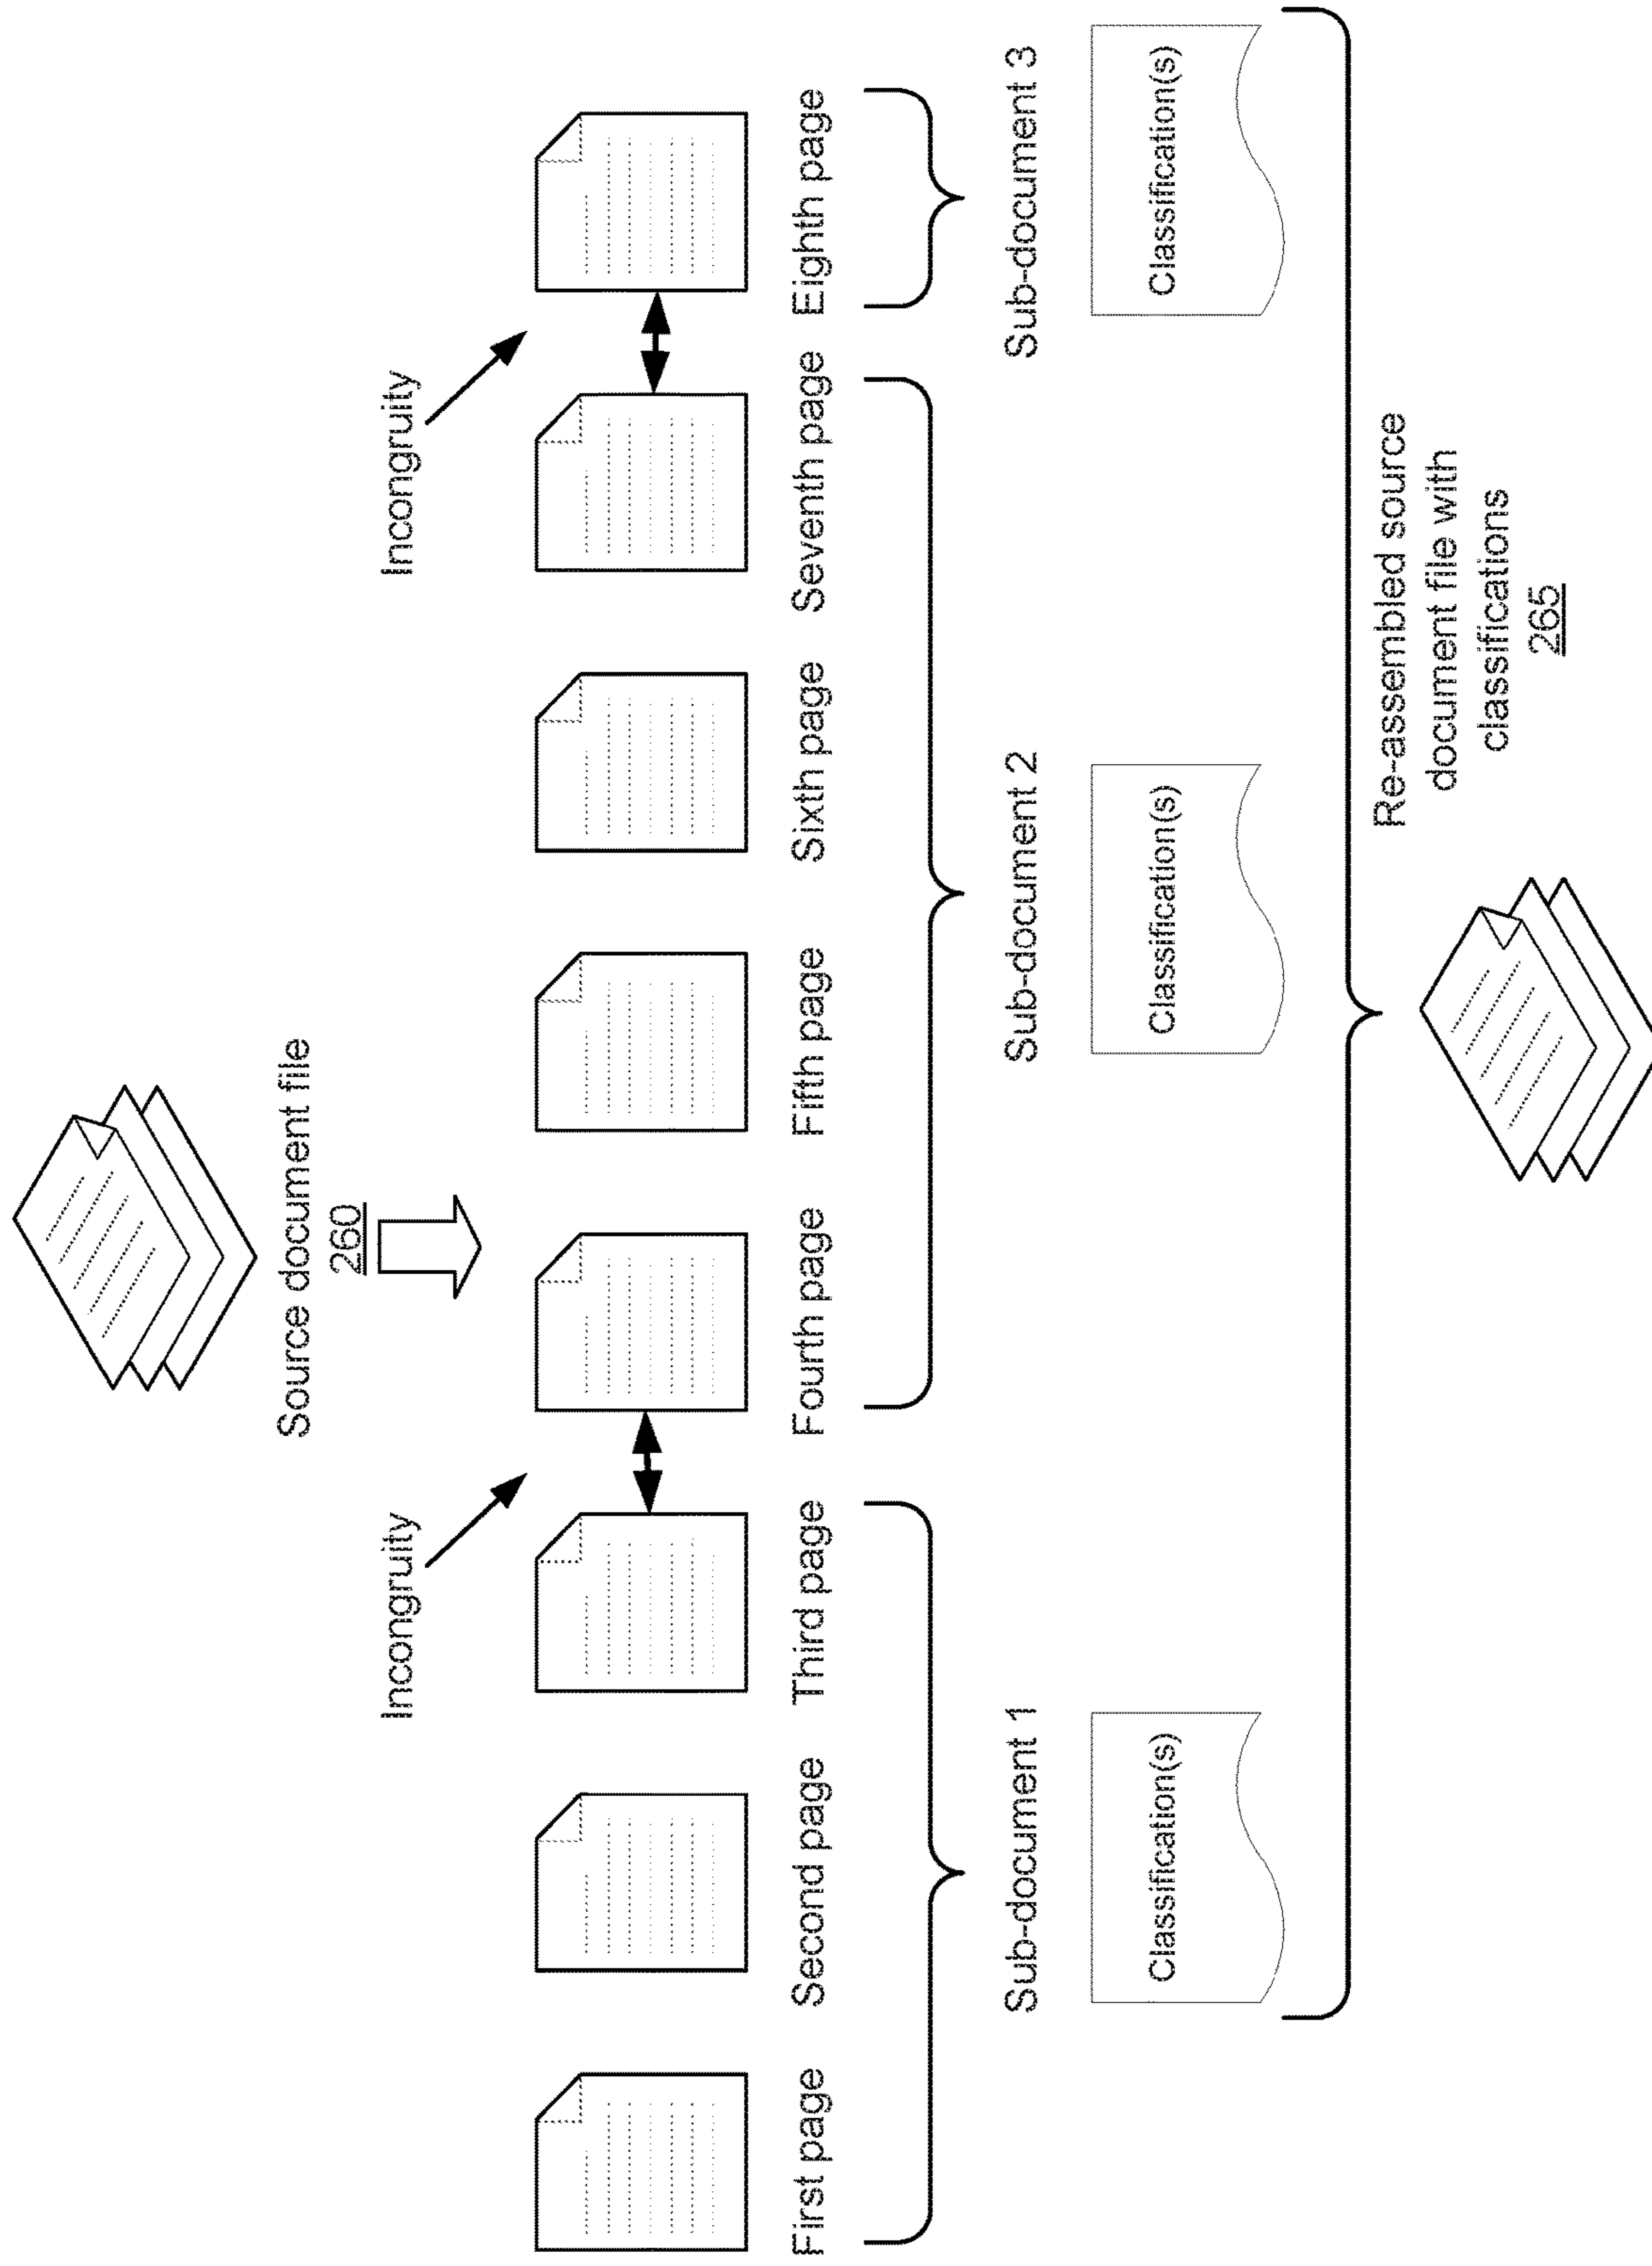 Source document file
260
Incongruity
Incongruity
First page
Second page
Third page
Fourth page
Fifth page
Sixth page
Seventh page
Eighth page
Sub-document 1
Sub-document 2
Sub-document 3
Classification(s)
Classification(s)
Classification(s)
Re-assembled source
document file with
classifications
265